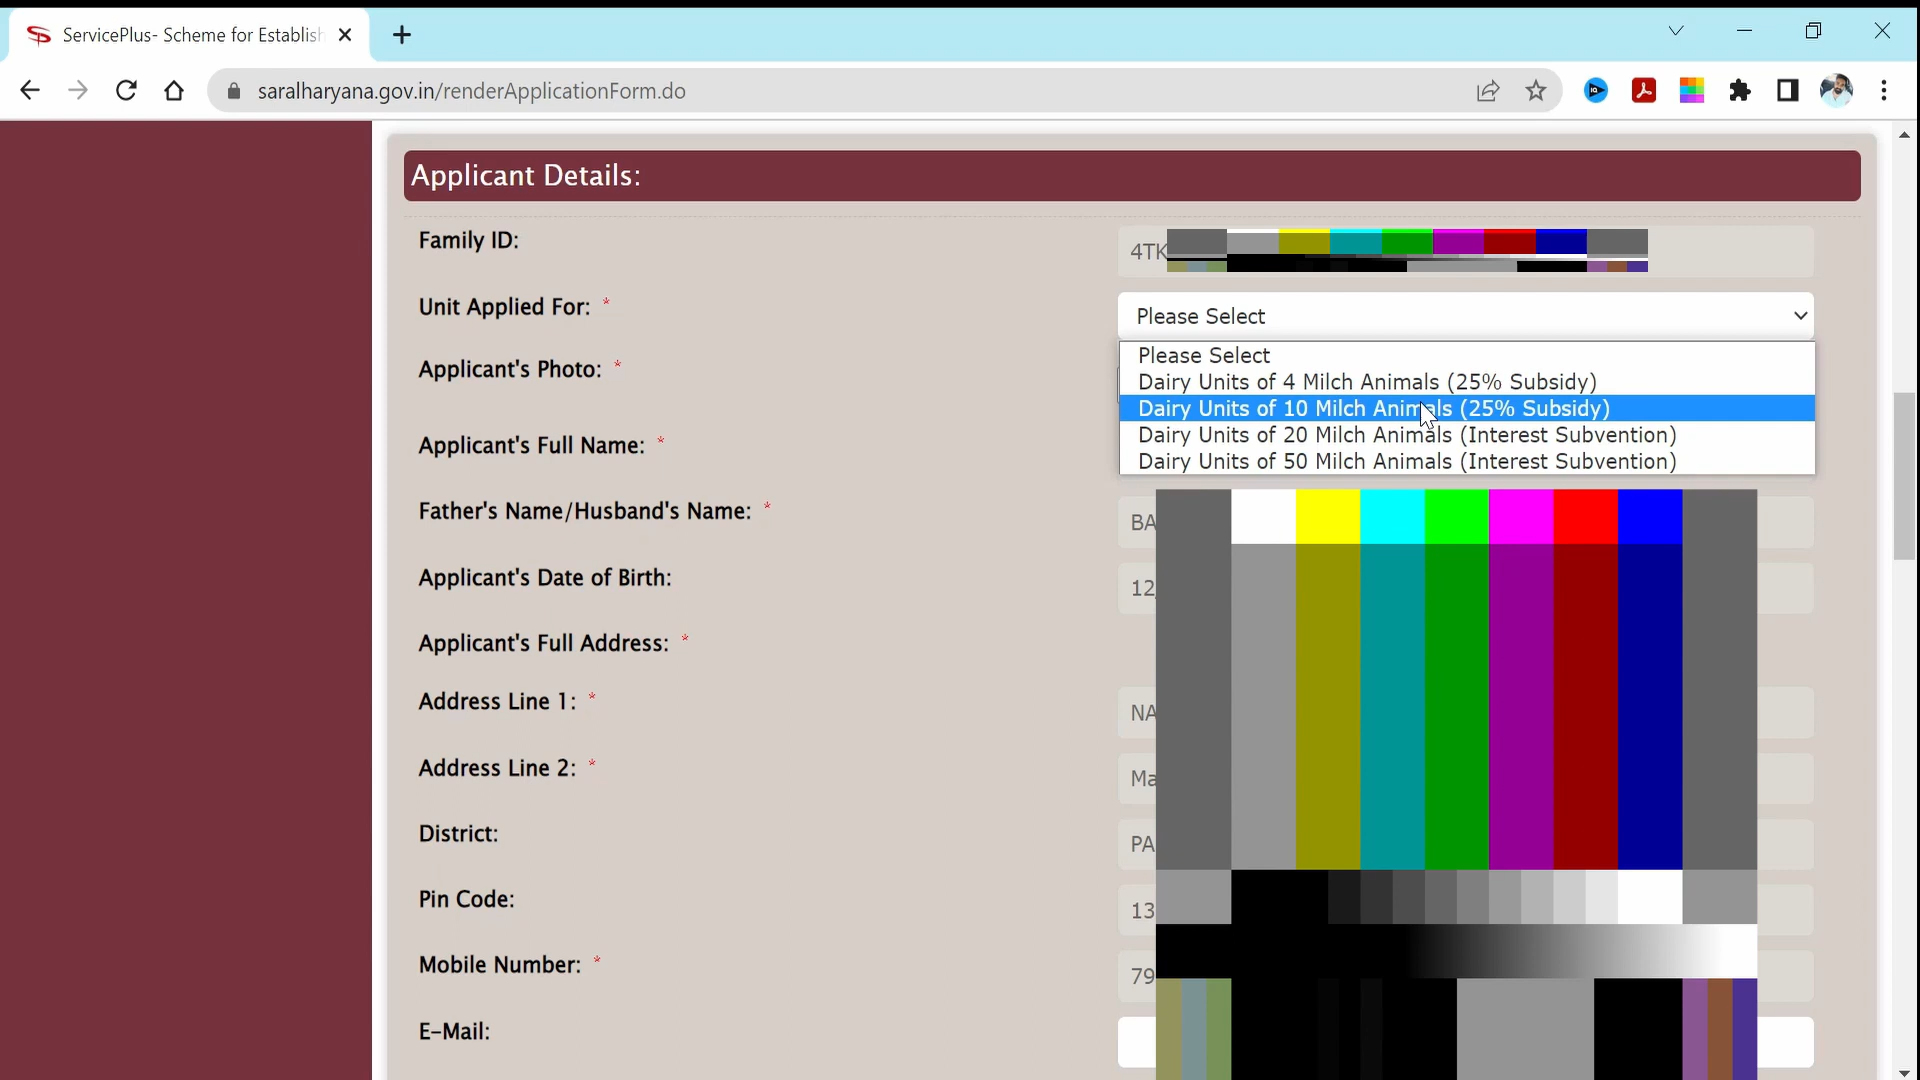 ServicePlus- Scheme for Establish
saralharyana.gov.in/renderApplicationForm.do
Applicant Details:
Family ID:
4TK
Unit Applied For: *
Please Select
Please Select
Dairy Units of 4 Milch Animals (25% Subsidy)
Dairy Units of 10 Milch Animals (25% Subsidy)
Dairy Units of 20 Milch Animals (Interest Subvention)
Dairy Units of 50 Milch Animals (Interest Subvention)
Applicant's Photo: *
Applicant's Full Name: *
Father's Name/Husband's Name: *
BA
Applicant's Date of Birth:
12
Applicant's Full Address: *
Address Line 1: *
NA
Address Line 2: *
Ma
District:
PA
Pin Code:
13
Mobile Number: *
79
E-Mail: